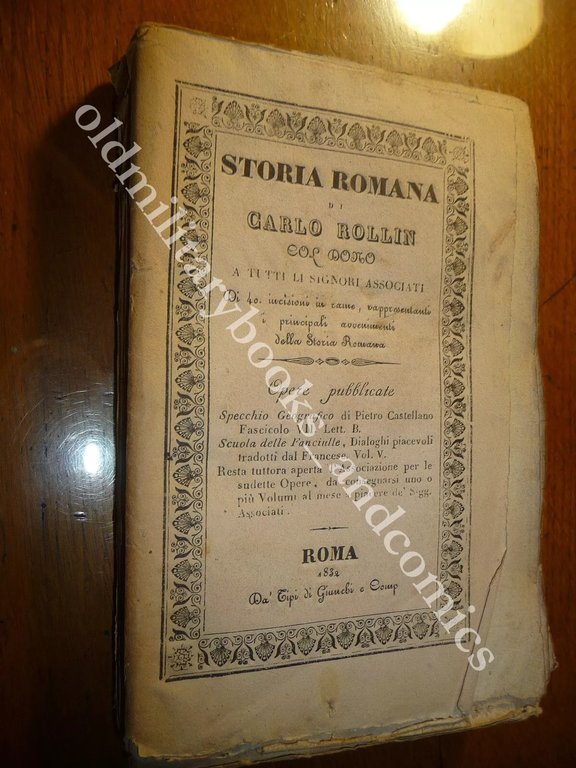 STORIA ROMANA
DI
CARLO ROLLIN
COL DONO
A TUTTI LI SIGNORI ASSOCIATI
Di 40. incisioni in rame, rappresentanti
i principali avvenimenti
della Storia Romana
Opere pubblicate
Specchio Geografico di Pietro Castellano
Fascicolo VII. Lett. B.
Scuola delle Fanciulle, Dialoghi piacevoli
tradotti dal Francese Vol. V.
Resta tuttora aperta l'Associazione per le
sudette Opere, da consegnarsi uno o
più Volumi al mese a piacere de' Sigg.
Associati.
ROMA
1832
Da' Tipi di Giunchi e Comp
oldmilitarybooks_andcomics